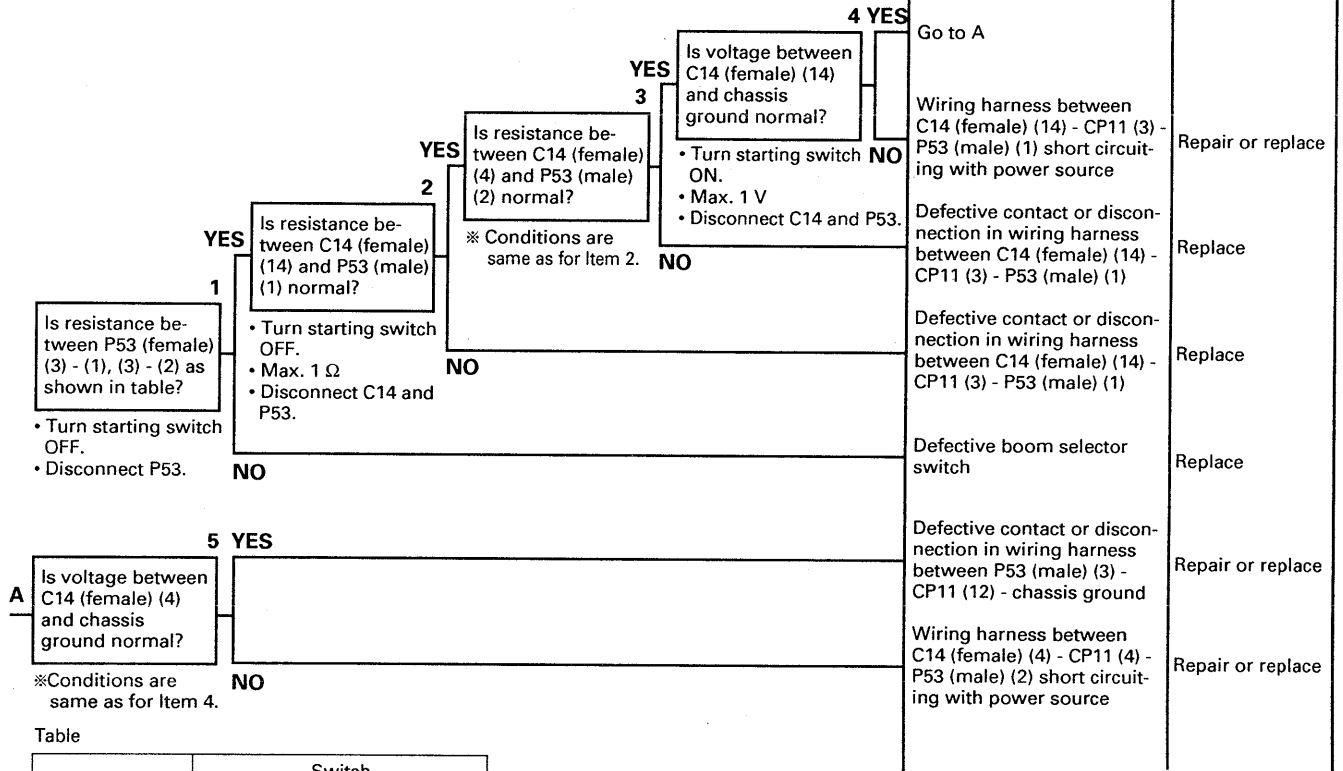 4 YES
Go to A
Is voltage between
C14 (female) (14)
and chassis
ground normal?
YES
3
• Turn starting switch
ON.
• Max. 1 V
• Disconnect C14 and P53.
NO
Wiring harness between
C14 (female) (14) - CP11 (3) -
P53 (male) (1) short circuit-
ing with power source
Repair or replace
Is resistance be-
tween C14 (female)
(4) and P53 (male)
(2) normal?
YES
2
※ Conditions are
same as for Item 2.
NO
Defective contact or discon-
nection in wiring harness
between C14 (female) (14) -
CP11 (3) - P53 (male) (1)
Replace
Is resistance be-
tween C14 (female)
(14) and P53 (male)
(1) normal?
YES
1
• Turn starting switch
OFF.
• Max. 1 Ω
• Disconnect C14 and
P53.
NO
Defective contact or discon-
nection in wiring harness
between C14 (female) (14) -
CP11 (3) - P53 (male) (1)
Replace
Is resistance be-
tween P53 (female)
(3) - (1), (3) - (2) as
shown in table?
• Turn starting switch
OFF.
• Disconnect P53.
NO
Defective boom selector
switch
Replace
5 YES
A
Is voltage between
C14 (female) (4)
and chassis
ground normal?
※Conditions are
same as for Item 4.
NO
Defective contact or discon-
nection in wiring harness
between P53 (male) (3) -
CP11 (12) - chassis ground
Repair or replace
Wiring harness between
C14 (female) (4) - CP11 (4) -
P53 (male) (2) short circuit-
ing with power source
Repair or replace
Table
Switch